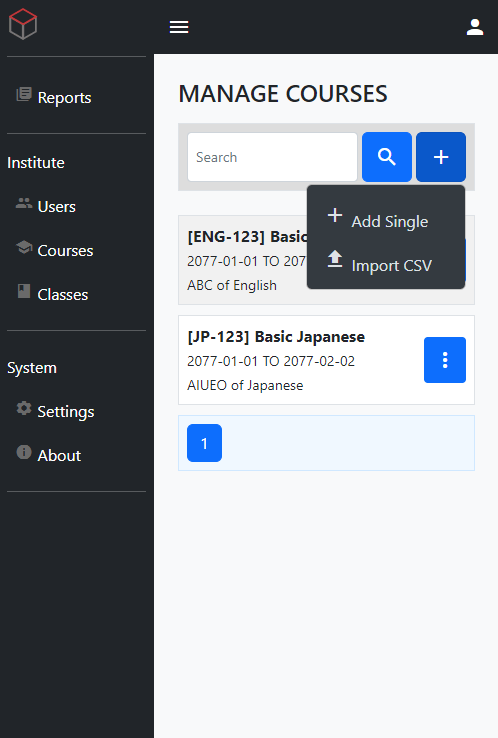 Reports
Institute
Users
Courses
Classes
System
Settings
About
MANAGE COURSES
Search
Add Single
Import CSV
[ENG-123] Basic
2077-01-01 TO 207
ABC of English
[JP-123] Basic Japanese
2077-01-01 TO 2077-02-02
AIUEO of Japanese
1